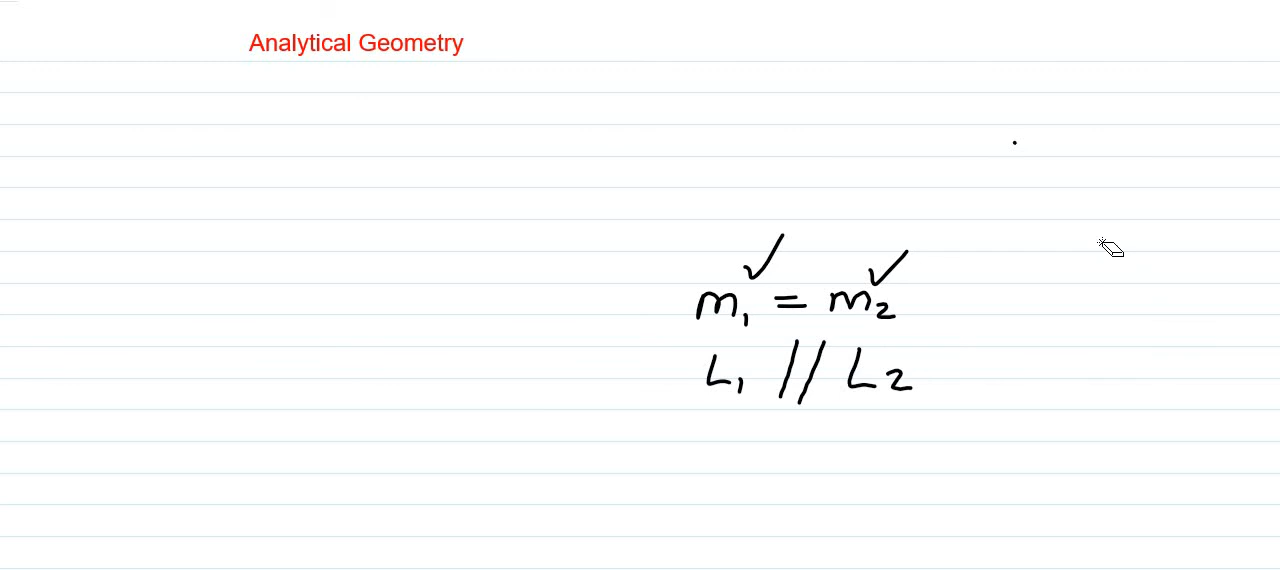 Analytical Geometry
m₁ = m₂
L₁ // L₂